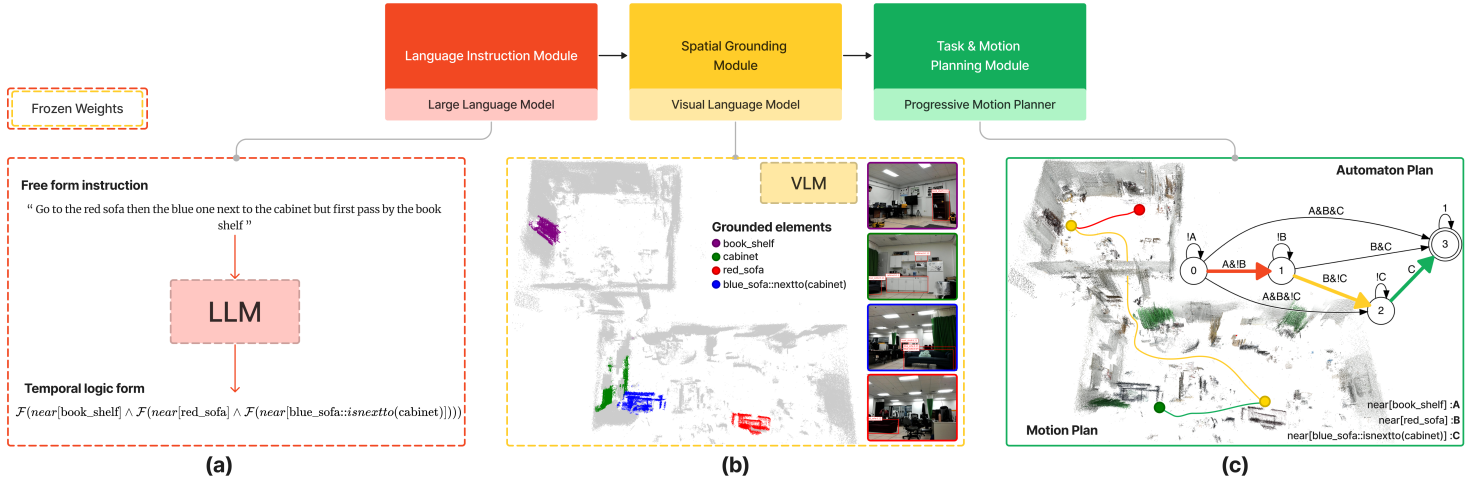 Language Instruction Module
Large Language Model
Spatial Grounding
Module
Visual Language Model
Task & Motion
Planning Module
Progressive Motion Planner
Frozen Weights
Free form instruction
“ Go to the red sofa then the blue one next to the cabinet but first pass by the book
shelf ”
LLM
Temporal logic form
F(near[book_shelf] ∧ F(near[red_sofa] ∧ F(near[blue_sofa::isnextto(cabinet)])))
(a)
VLM
Grounded elements
book_shelf
cabinet
red_sofa
blue_sofa::nextto(cabinet)
(b)
Automaton Plan
A&B&C
1
!A
!B
B&C
3
0
A&!B
1
B&!C
!C
C
A&B&!C
2
near[book_shelf] :A
near[red_sofa] :B
near[blue_sofa::isnextto(cabinet)] :C
Motion Plan
(c)